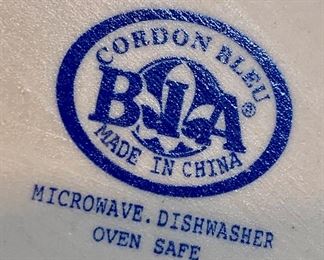 CORDON BLEU
BIA®
MADE IN CHINA
MICROWAVE. DISHWASHER
OVEN SAFE